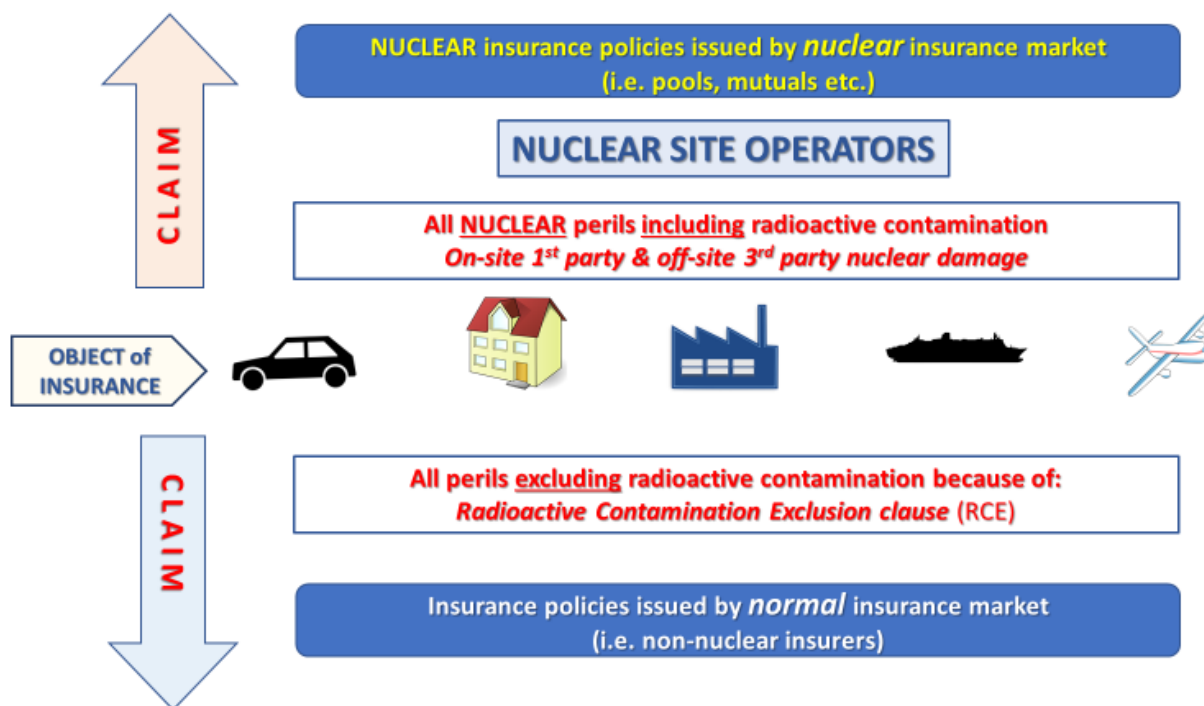 NUCLEAR insurance policies issued by nuclear insurance market
(i.e. pools, mutuals etc.)
CLAIM
NUCLEAR SITE OPERATORS
All NUCLEAR perils including radioactive contamination
On-site 1st party & off-site 3rd party nuclear damage
OBJECT of
INSURANCE
CLAIM
All perils excluding radioactive contamination because of:
Radioactive Contamination Exclusion clause (RCE)
Insurance policies issued by normal insurance market
(i.e. non-nuclear insurers)